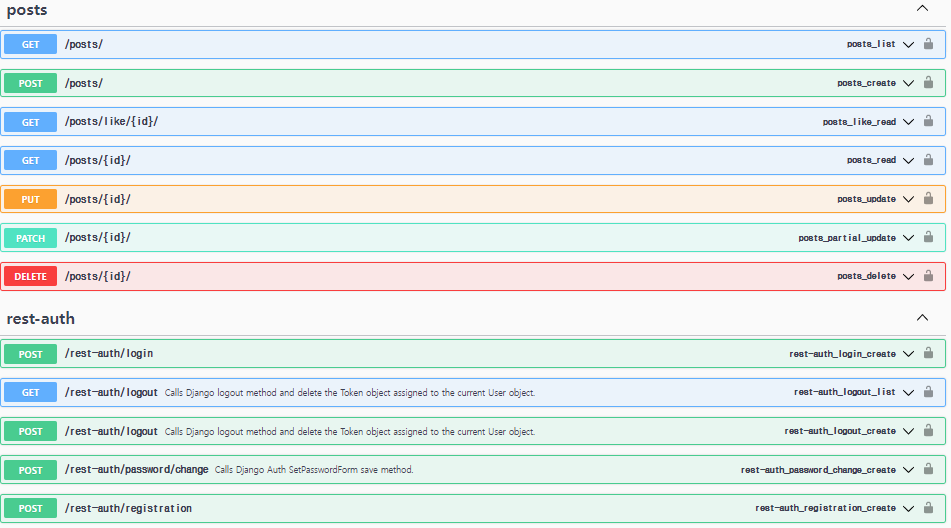 posts
GET /posts/ posts_list
POST /posts/ posts_create
GET /posts/like/{id}/ posts_like_read
GET /posts/{id}/ posts_read
PUT /posts/{id}/ posts_update
PATCH /posts/{id}/ posts_partial_update
DELETE /posts/{id}/ posts_delete
rest-auth
POST /rest-auth/login rest-auth_login_create
GET /rest-auth/logout Calls Django logout method and delete the Token object assigned to the current User object. rest-auth_logout_list
POST /rest-auth/logout Calls Django logout method and delete the Token object assigned to the current User object. rest-auth_logout_create
POST /rest-auth/password/change Calls Django Auth SetPasswordForm save method. rest-auth_password_change_create
POST /rest-auth/registration rest-auth_registration_create